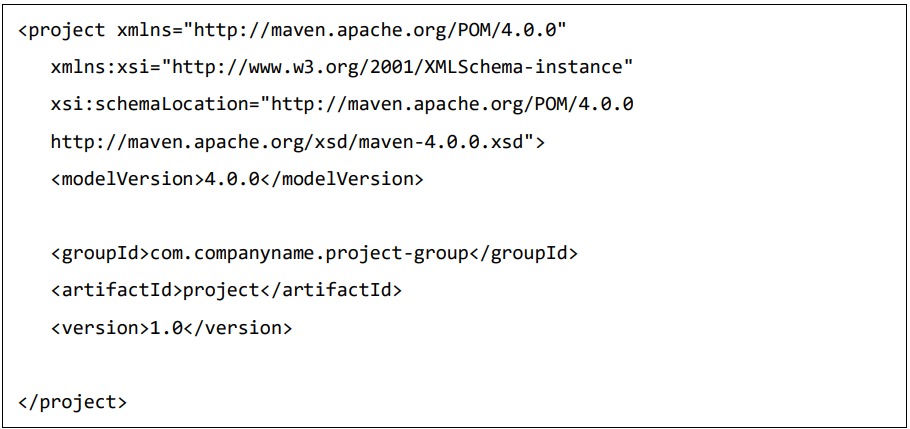 <project xmlns="http://maven.apache.org/POM/4.0.0"
xmlns:xsi="http://www.w3.org/2001/XMLSchema-instance"
xsi:schemaLocation="http://maven.apache.org/POM/4.0.0
http://maven.apache.org/xsd/maven-4.0.0.xsd">
<modelVersion>4.0.0</modelVersion>
<groupId>com.companyname.project-group</groupId>
<artifactId>project</artifactId>
<version>1.0</version>
</project>